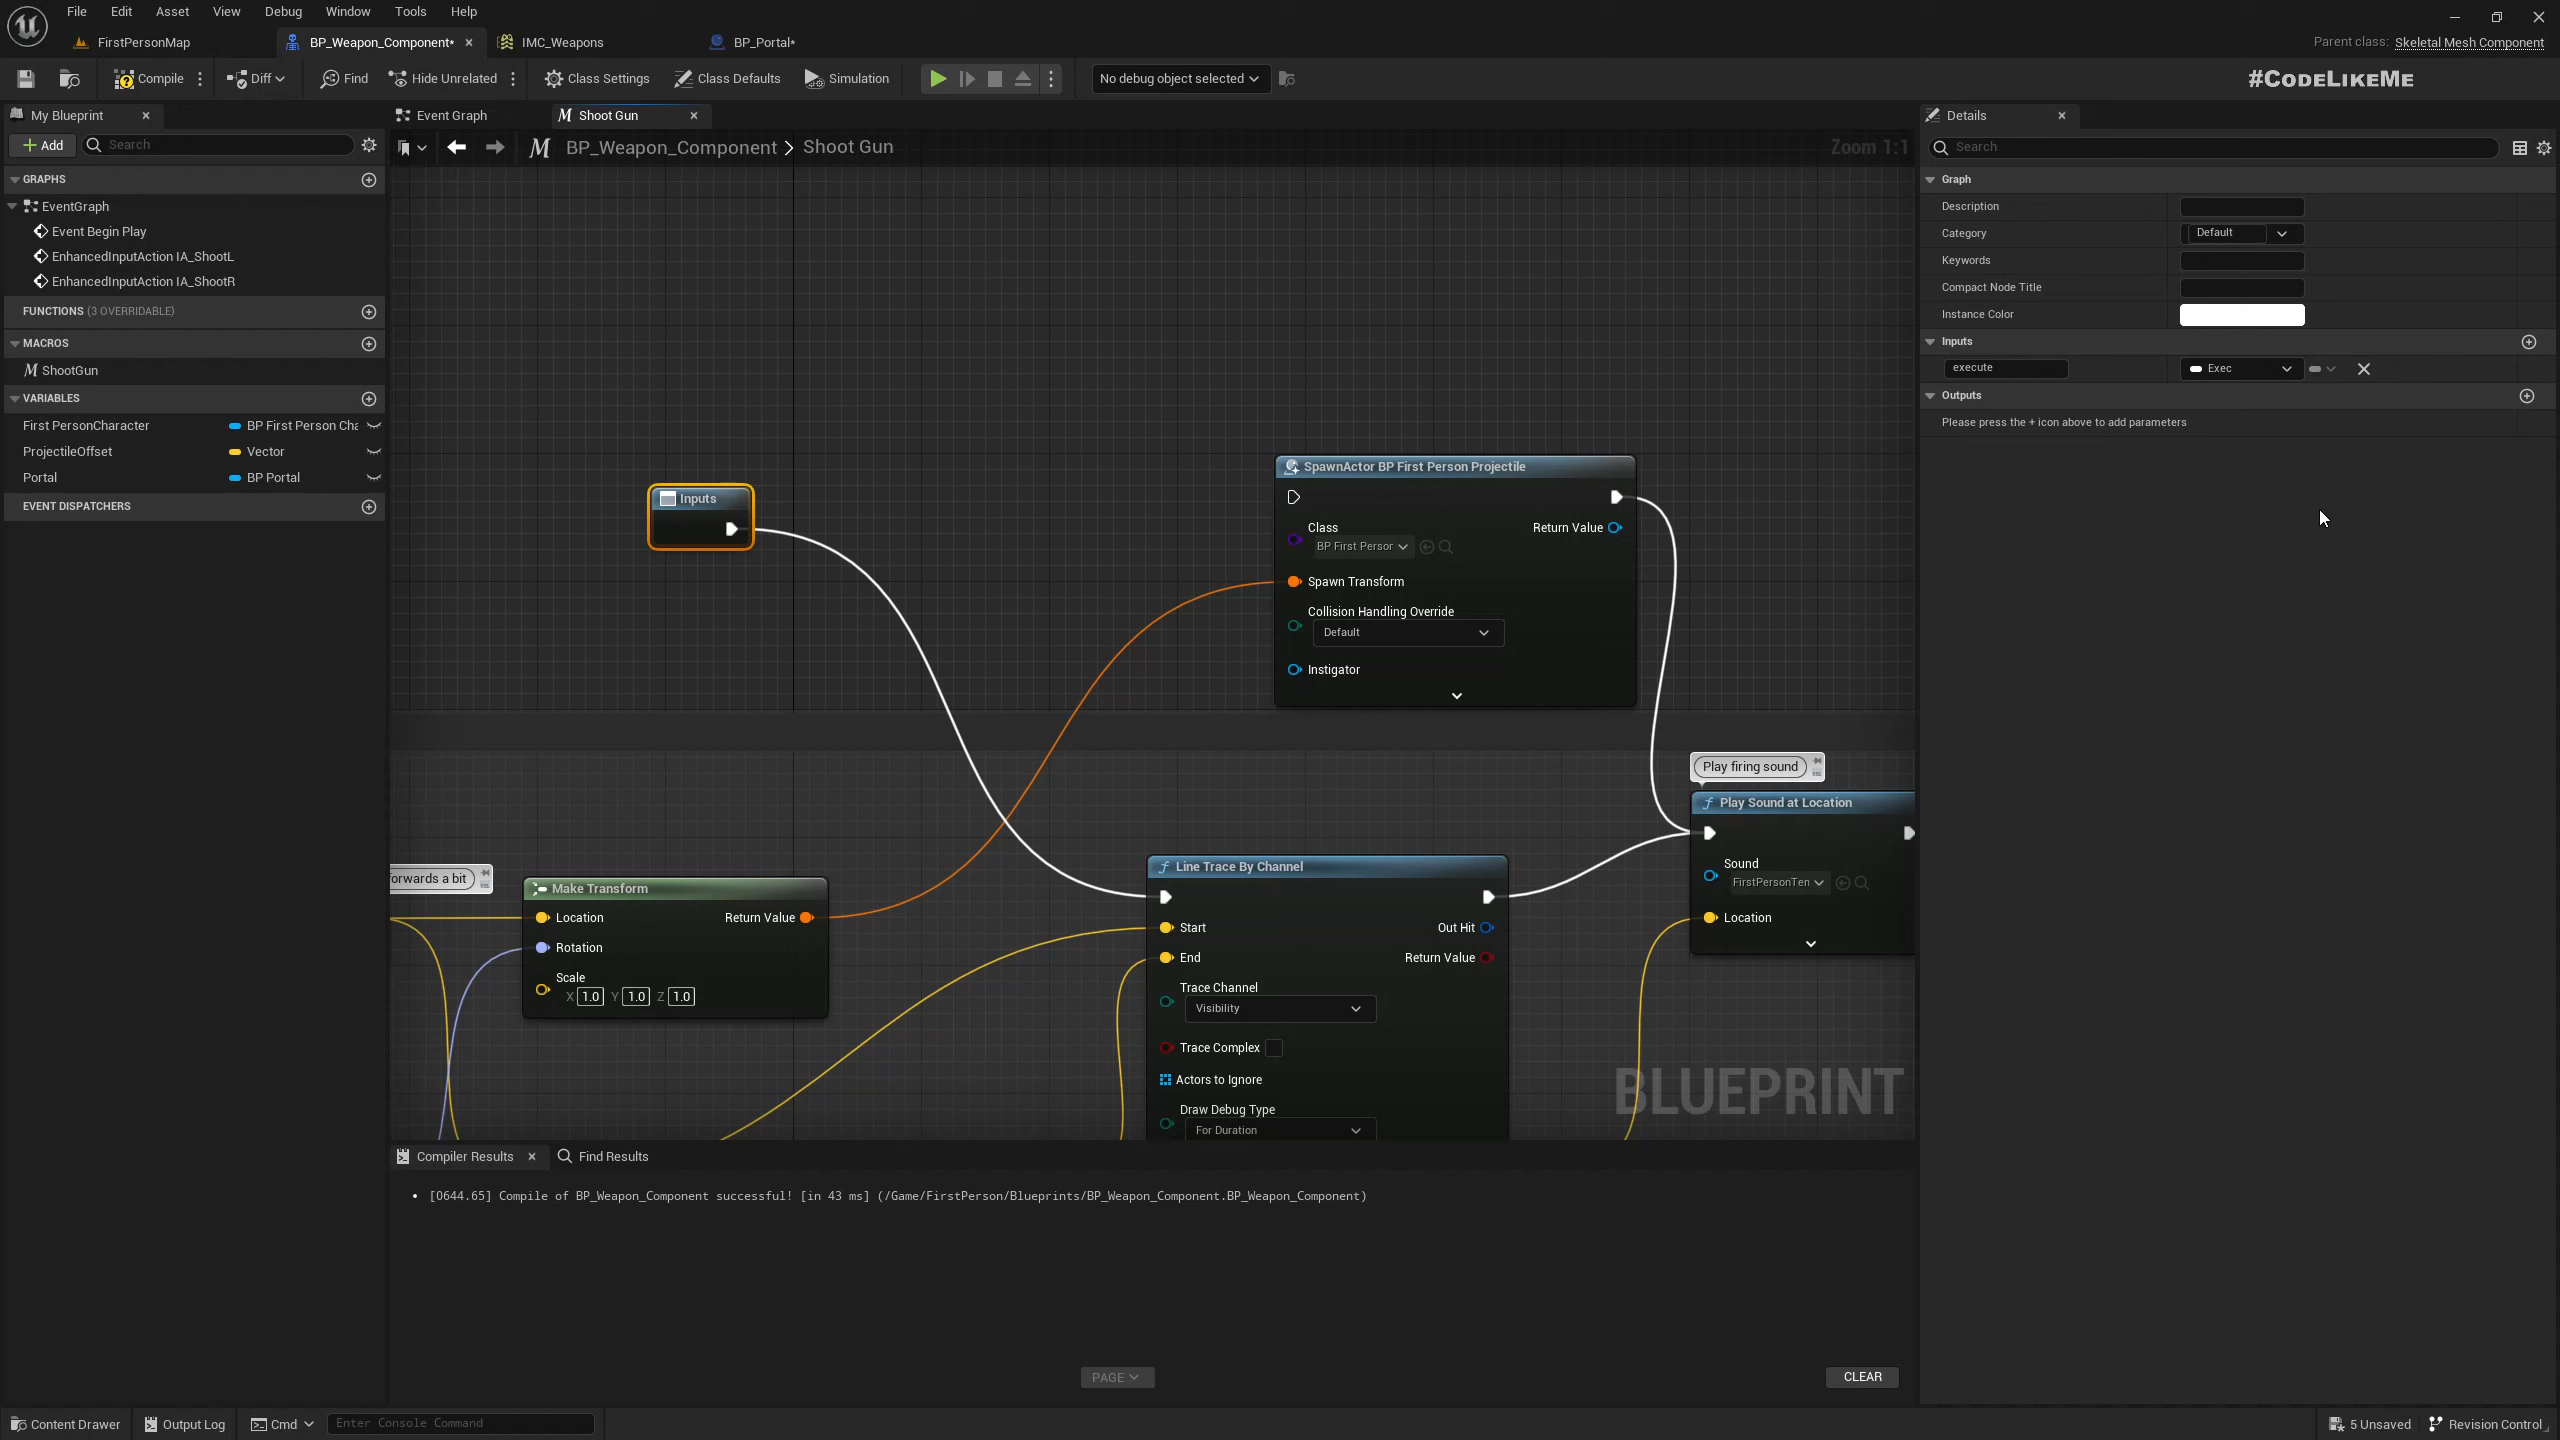 File Edit Asset View Debug Window Tools Help
FirstPersonMap BP_Weapon_Component* IMC_Weapons BP_Portal* Parent class: Skeletal Mesh Component
Compile Diff Find Hide Unrelated Class Settings Class Defaults Simulation No debug object selected #CODELIKEME
My Blueprint Event Graph Shoot Gun Details
Add Search BP_Weapon_Component > Shoot Gun Zoom 1:1 Search
GRAPHS
EventGraph
Event Begin Play
EnhancedInputAction IA_ShootL
EnhancedInputAction IA_ShootR
FUNCTIONS (3 OVERRIDABLE)
MACROS
ShootGun
VARIABLES
First PersonCharacter BP First Person Cha
ProjectileOffset Vector
Portal BP Portal
EVENT DISPATCHERS
Inputs
SpawnActor BP First Person Projectile
Class Return Value
BP First Persor
Spawn Transform
Collision Handling Override
Default
Instigator
Play firing sound
Play Sound at Location
Sound
FirstPersonTen
Location
orwards a bit
Make Transform
Location Return Value
Rotation
Scale
X 1.0 Y 1.0 Z 1.0
Line Trace By Channel
Start Out Hit
End Return Value
Trace Channel
Visibility
Trace Complex
Actors to Ignore
Draw Debug Type
For Duration
BLUEPRINT
Graph
Description
Category Default
Keywords
Compact Node Title
Instance Color
Inputs
execute Exec
Outputs
Please press the + icon above to add parameters
Compiler Results Find Results
• [0644.65] Compile of BP_Weapon_Component successful! [in 43 ms] (/Game/FirstPerson/Blueprints/BP_Weapon_Component.BP_Weapon_Component)
PAGE CLEAR
Content Drawer Output Log Cmd Enter Console Command 5 Unsaved Revision Control